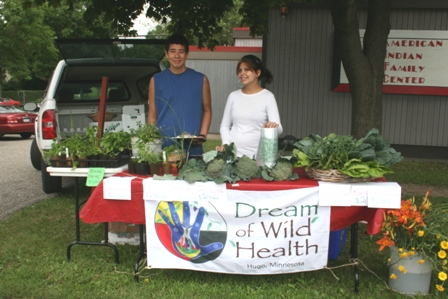 AMERICAN
INDIAN
FAMILY
CENTER
Dream
of Wild
Health
Hugo, Minnesota